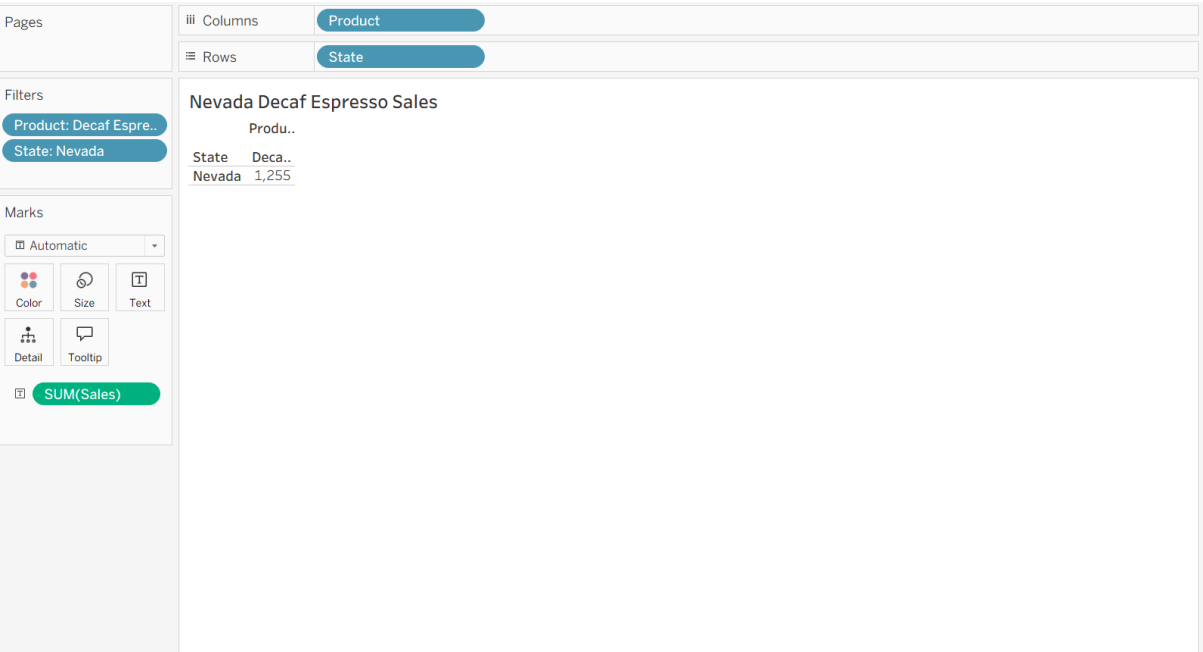 Pages
Columns Product
Rows State
Filters
Product: Decaf Espre..
State: Nevada
Marks
Automatic
Color Size Text
Detail Tooltip
SUM(Sales)
Nevada Decaf Espresso Sales
Produ..
State Deca..
Nevada 1,255